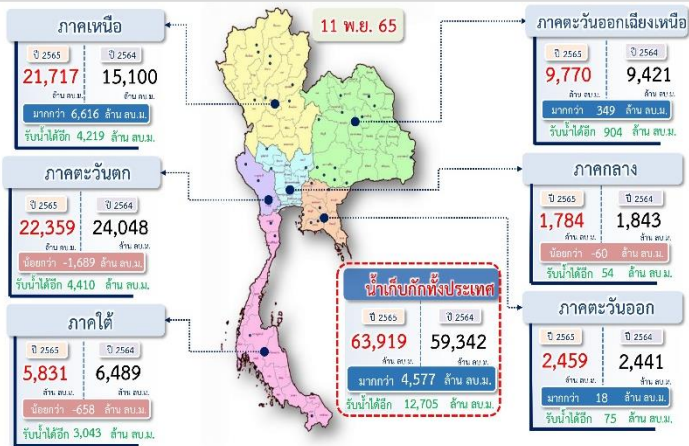 11 พ.ย. 65
ภาคเหนือ
ปี 2565 ปี 2564
21,717 15,100
ล้าน ลบ.ม. ล้าน ลบ.ม.
มากกว่า 6,616 ล้าน ลบ.ม.
รับน้ำได้อีก 4,219 ล้าน ลบ.ม.
ภาคตะวันออกเฉียงเหนือ
ปี 2565 ปี 2564
9,770 9,421
ล้าน ลบ.ม. ล้าน ลบ.ม.
มากกว่า 349 ล้าน ลบ.ม.
รับน้ำได้อีก 904 ล้าน ลบ.ม.
ภาคตะวันตก
ปี 2565 ปี 2564
22,359 24,048
ล้าน ลบ.ม. ล้าน ลบ.ม.
น้อยกว่า -1,689 ล้าน ลบ.ม.
รับน้ำได้อีก 4,410 ล้าน ลบ.ม.
ภาคกลาง
ปี 2565 ปี 2564
1,784 1,843
ล้าน ลบ.ม. ล้าน ลบ.ม.
น้อยกว่า -60 ล้าน ลบ.ม.
รับน้ำได้อีก 54 ล้าน ลบ.ม.
ภาคใต้
ปี 2565 ปี 2564
5,831 6,489
ล้าน ลบ.ม. ล้าน ลบ.ม.
น้อยกว่า -658 ล้าน ลบ.ม.
รับน้ำได้อีก 3,043 ล้าน ลบ.ม.
น้ำเก็บกักทั้งประเทศ
ปี 2565 ปี 2564
63,919 59,342
ล้าน ลบ.ม. ล้าน ลบ.ม.
มากกว่า 4,577 ล้าน ลบ.ม.
รับน้ำได้อีก 12,705 ล้าน ลบ.ม.
ภาคตะวันออก
ปี 2565 ปี 2564
2,459 2,441
ล้าน ลบ.ม. ล้าน ลบ.ม.
มากกว่า 18 ล้าน ลบ.ม.
รับน้ำได้อีก 75 ล้าน ลบ.ม.